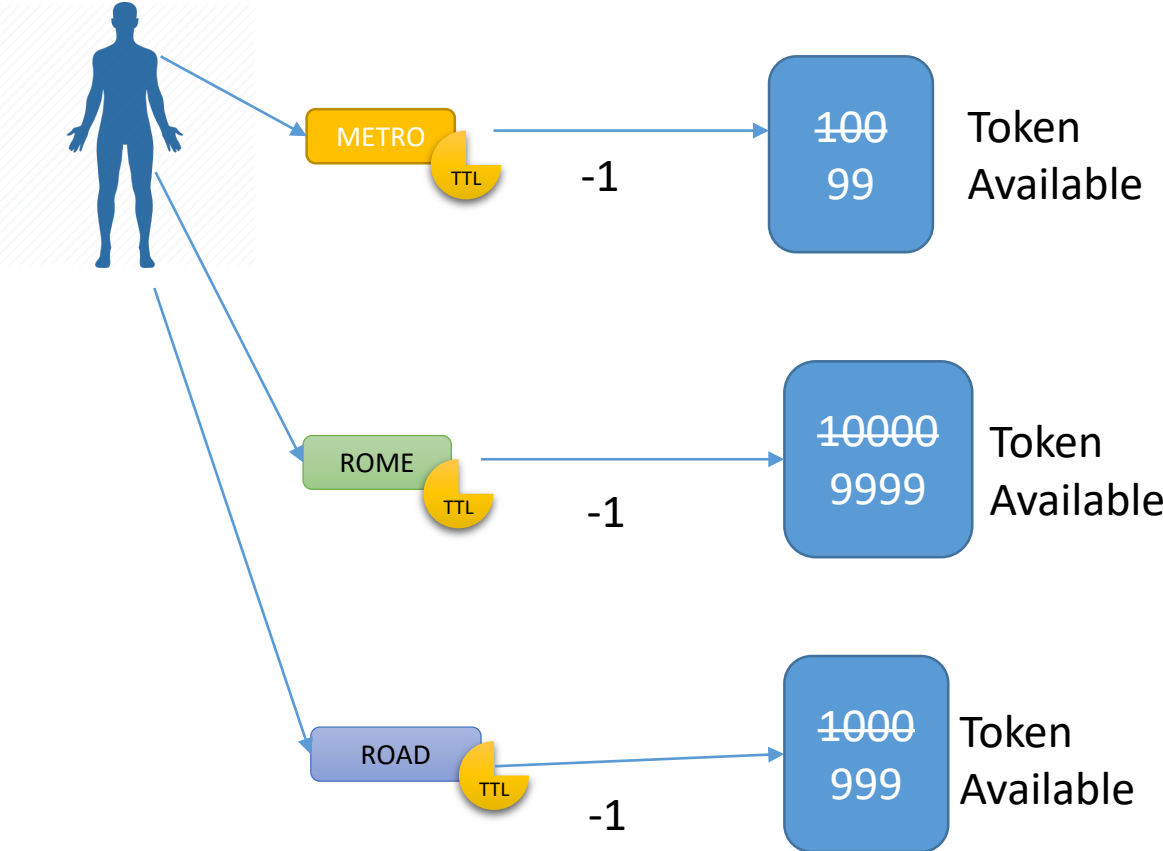 METRO
TTL
-1
100
99
Token
Available
ROME
TTL
-1
10000
9999
Token
Available
ROAD
TTL
-1
1000
999
Token
Available